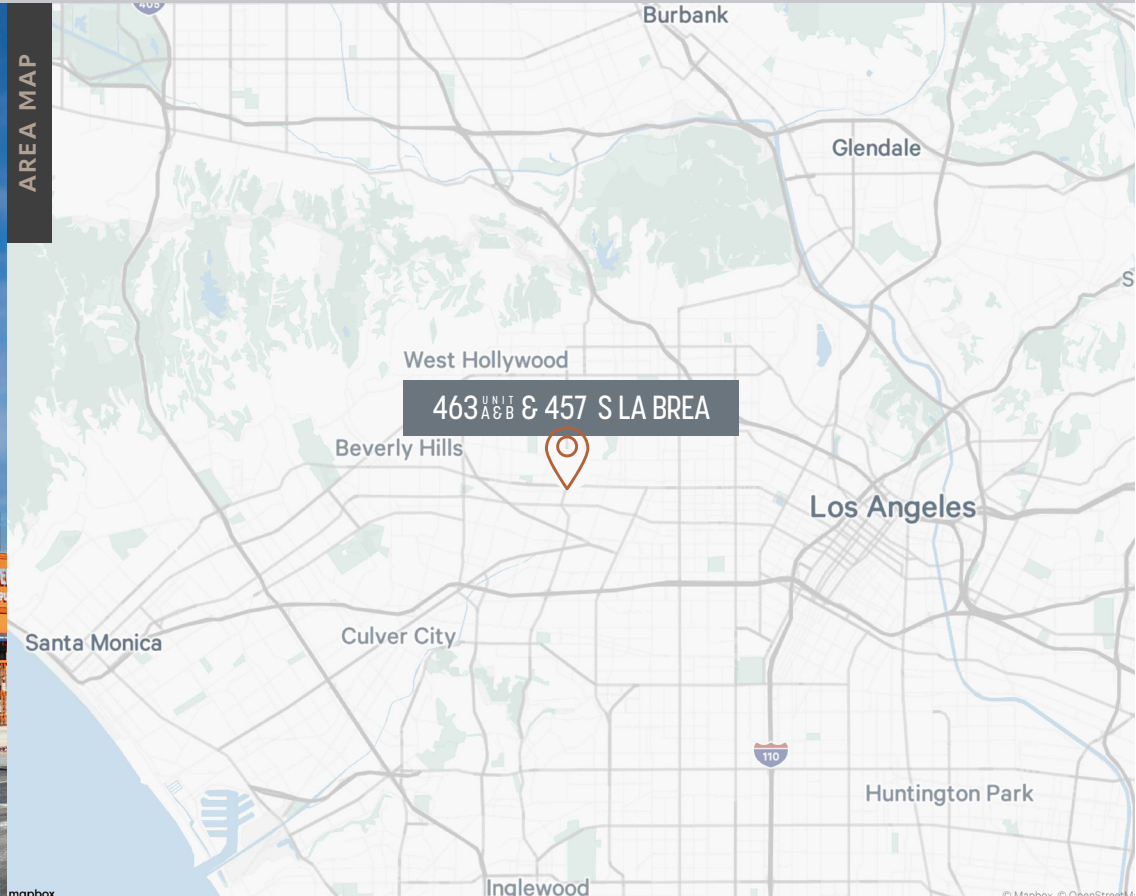 405
Burbank
AREA MAP
Glendale
West Hollywood
463 UNIT A&B & 457 S LA BREA
Beverly Hills
Los Angeles
Culver City
Santa Monica
110
Huntington Park
Inglewood
mapbox
© Mapbox, © OpenStreetM